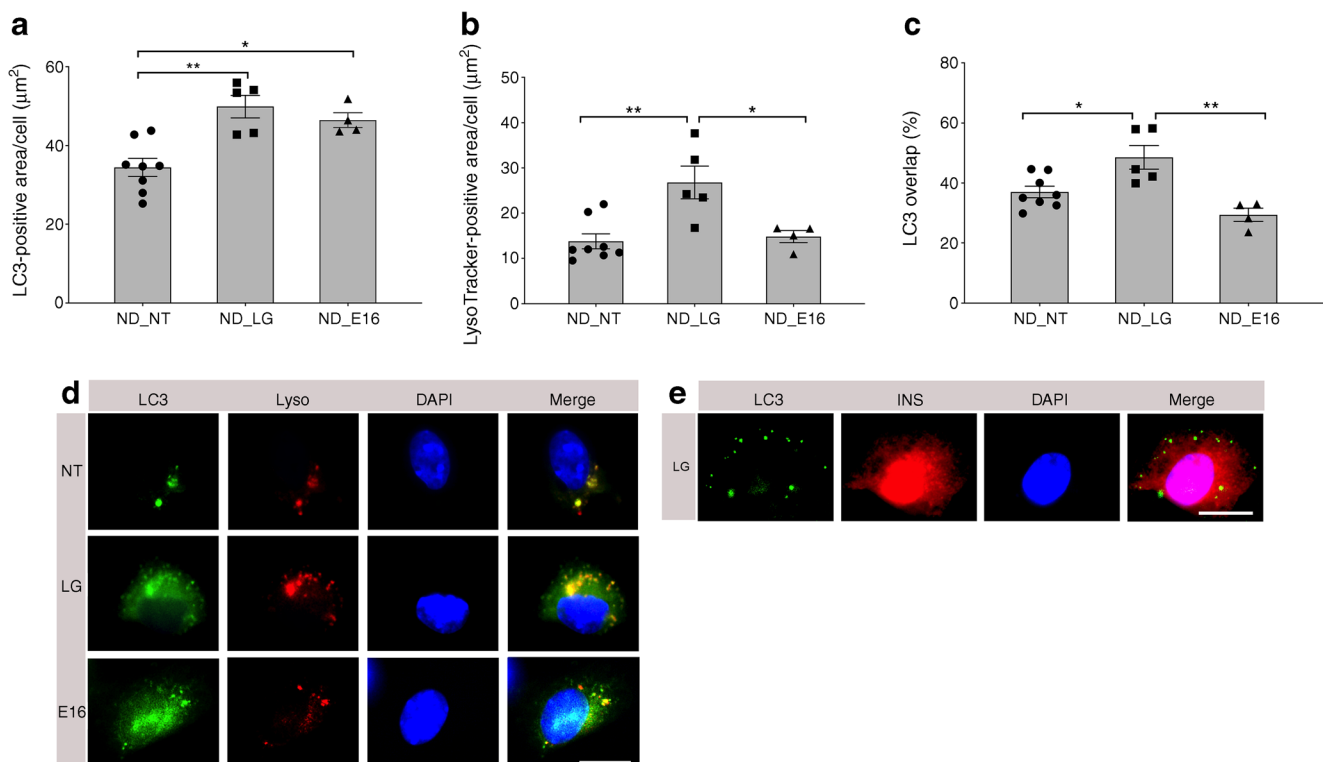 a
LC3-positive area/cell (μm²)
60
40
20
0
**
*
ND_NT ND_LG ND_E16
b
LysoTracker-positive area/cell (μm²)
50
40
30
20
10
0
**
*
ND_NT ND_LG ND_E16
c
LC3 overlap (%)
80
60
40
20
0
*
**
ND_NT ND_LG ND_E16
d
LC3 Lyso DAPI Merge
NT
LG
E16
e
LC3 INS DAPI Merge
LG